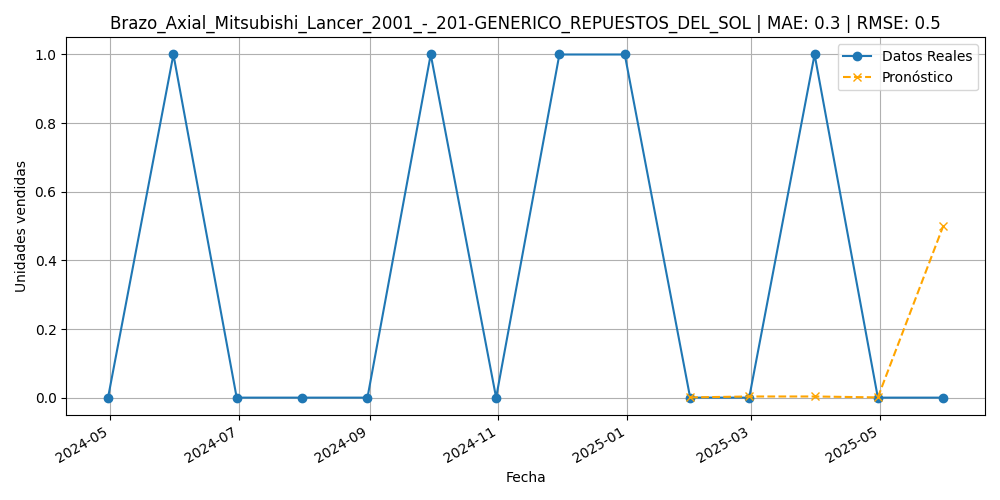 Brazo_Axial_Mitsubishi_Lancer_2001_-_201-GENERICO_REPUESTOS_DEL_SOL | MAE: 0.3 | RMSE: 0.5
Datos Reales
Pronóstico
Unidades vendidas
1.0
0.8
0.6
0.4
0.2
0.0
2024-05
2024-07
2024-09
2024-11
2025-01
2025-03
2025-05
Fecha